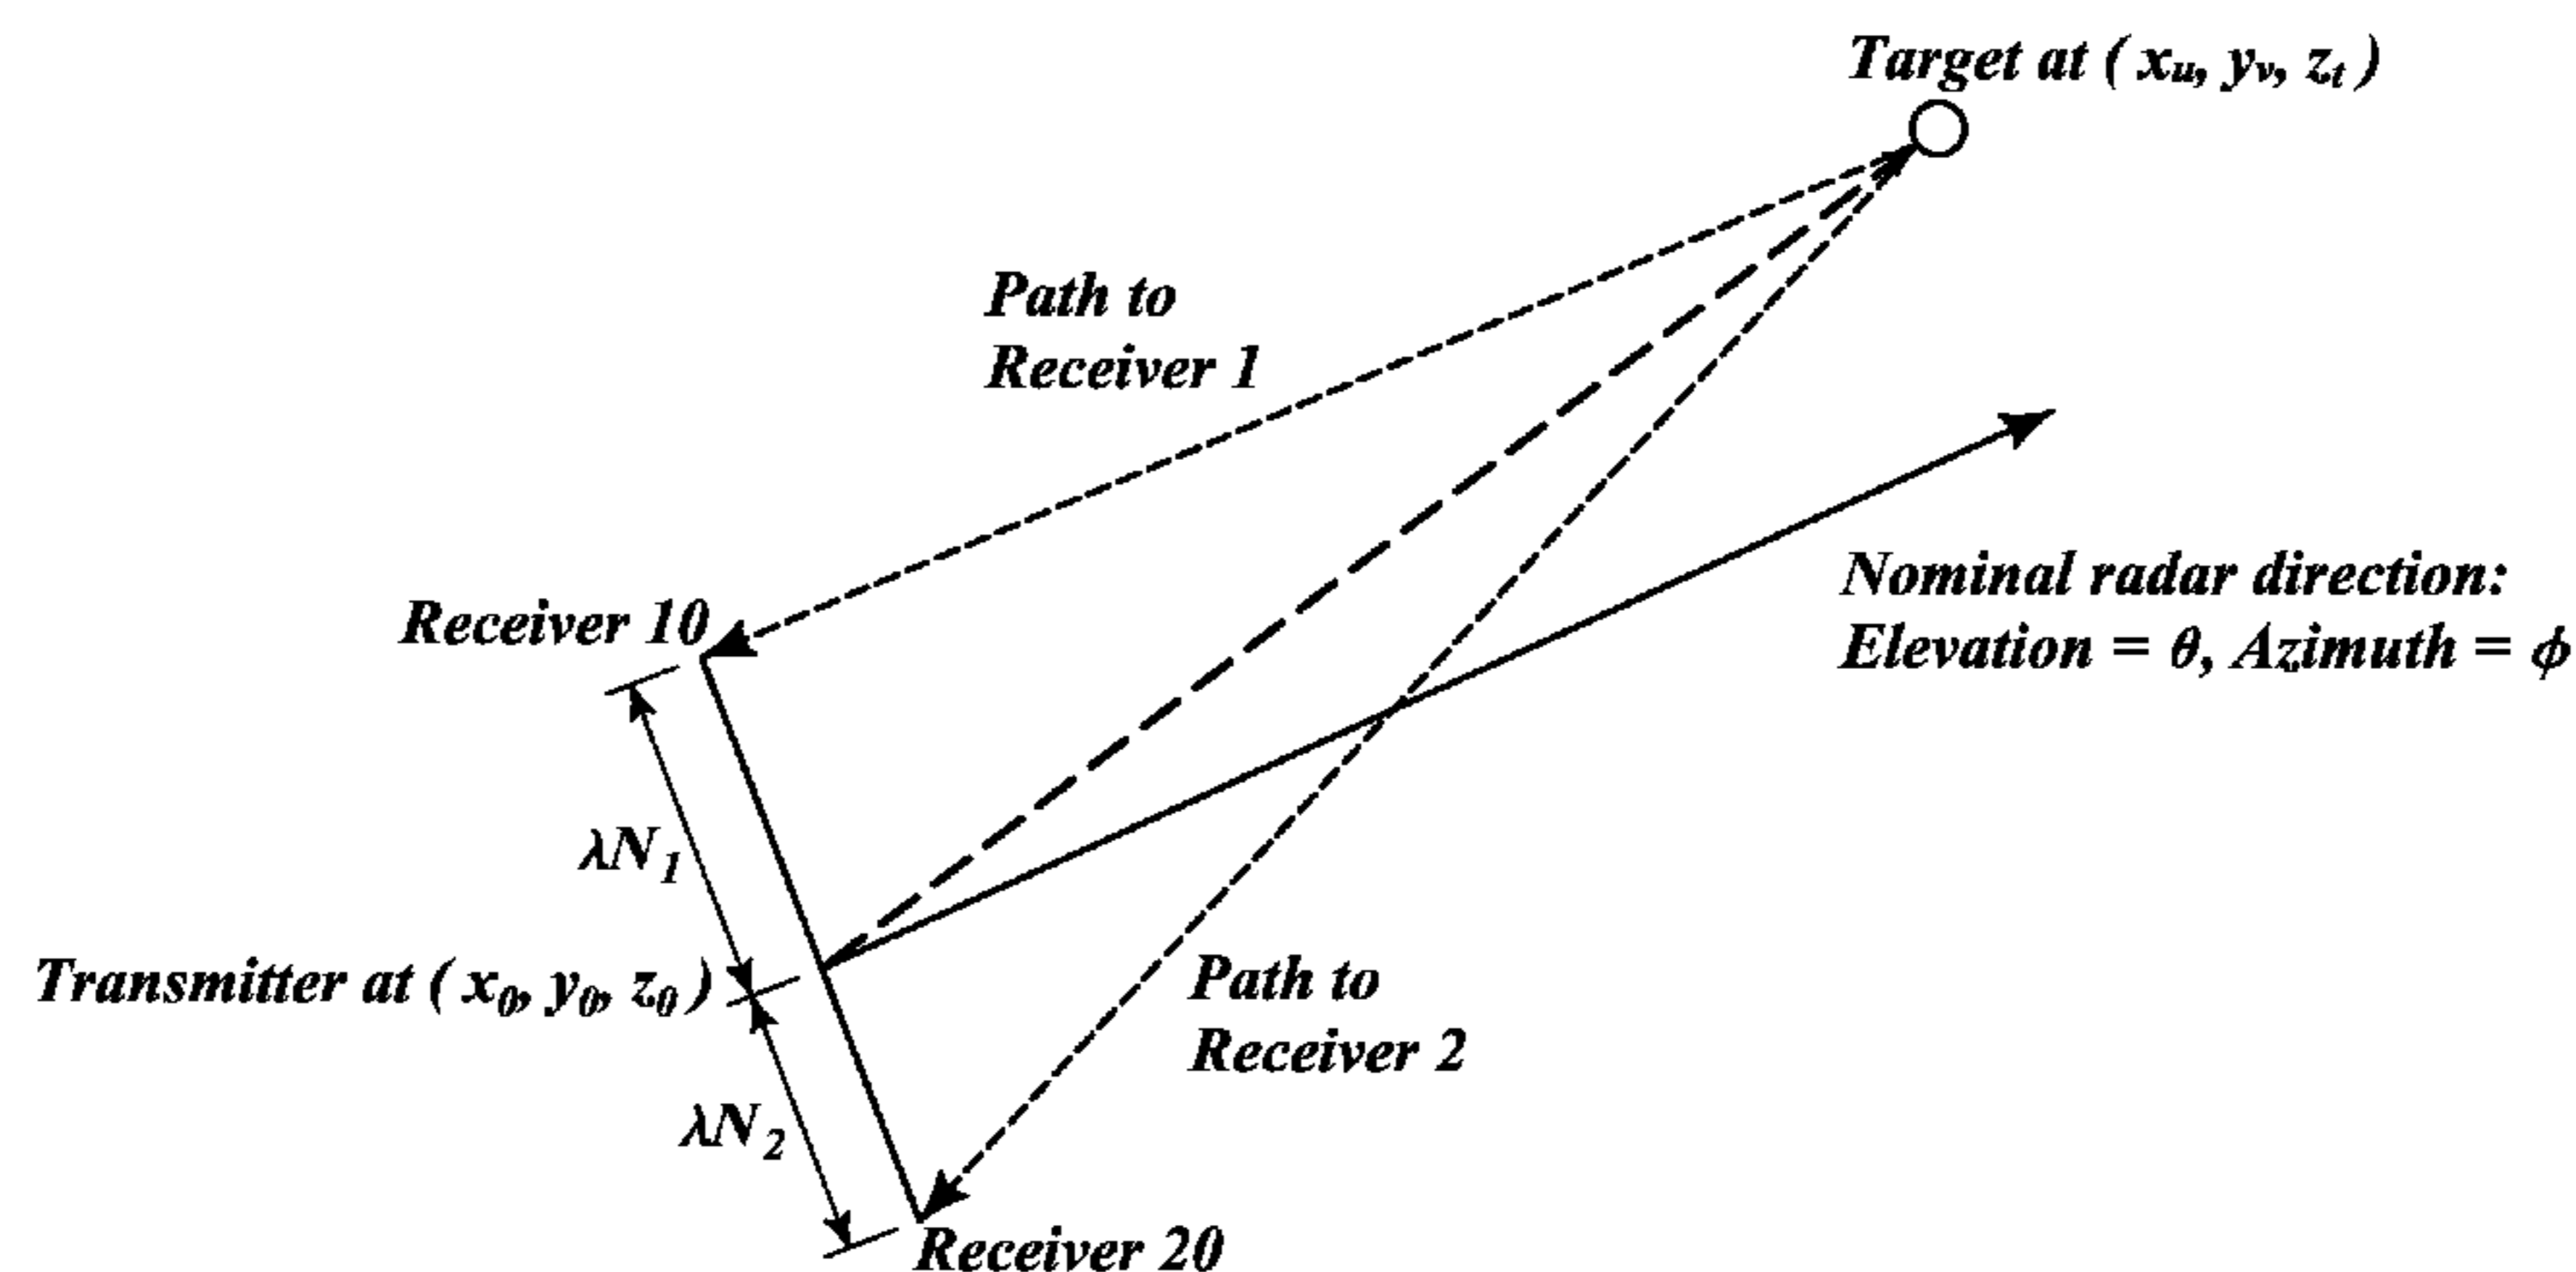 Target at ( xᵤ, yᵥ, zₜ )
Path to
Receiver 1
Nominal radar direction:
Elevation = θ, Azimuth = ϕ
Receiver 10
λN₁
Transmitter at ( x₀, y₀, z₀ )
Path to
Receiver 2
λN₂
Receiver 20